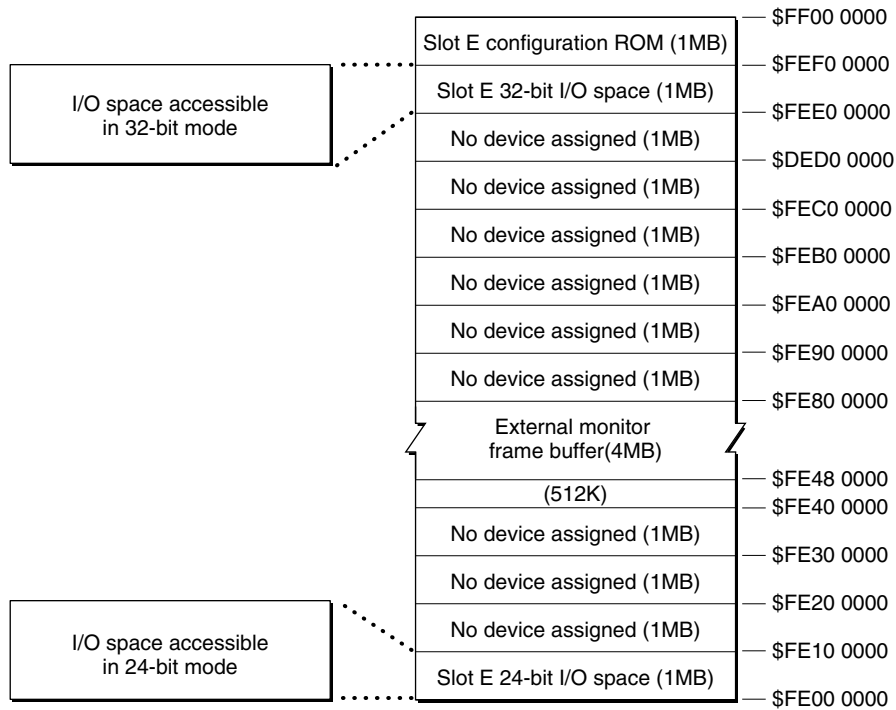 $FF00 0000
Slot E configuration ROM (1MB)
$FEF0 0000
I/O space accessible
in 32-bit mode
Slot E 32-bit I/O space (1MB)
$FEE0 0000
No device assigned (1MB)
$DED0 0000
No device assigned (1MB)
$FEC0 0000
No device assigned (1MB)
$FEB0 0000
No device assigned (1MB)
$FEA0 0000
No device assigned (1MB)
$FE90 0000
No device assigned (1MB)
$FE80 0000
External monitor
frame buffer(4MB)
$FE48 0000
(512K)
$FE40 0000
No device assigned (1MB)
$FE30 0000
No device assigned (1MB)
$FE20 0000
No device assigned (1MB)
I/O space accessible
in 24-bit mode
$FE10 0000
Slot E 24-bit I/O space (1MB)
$FE00 0000